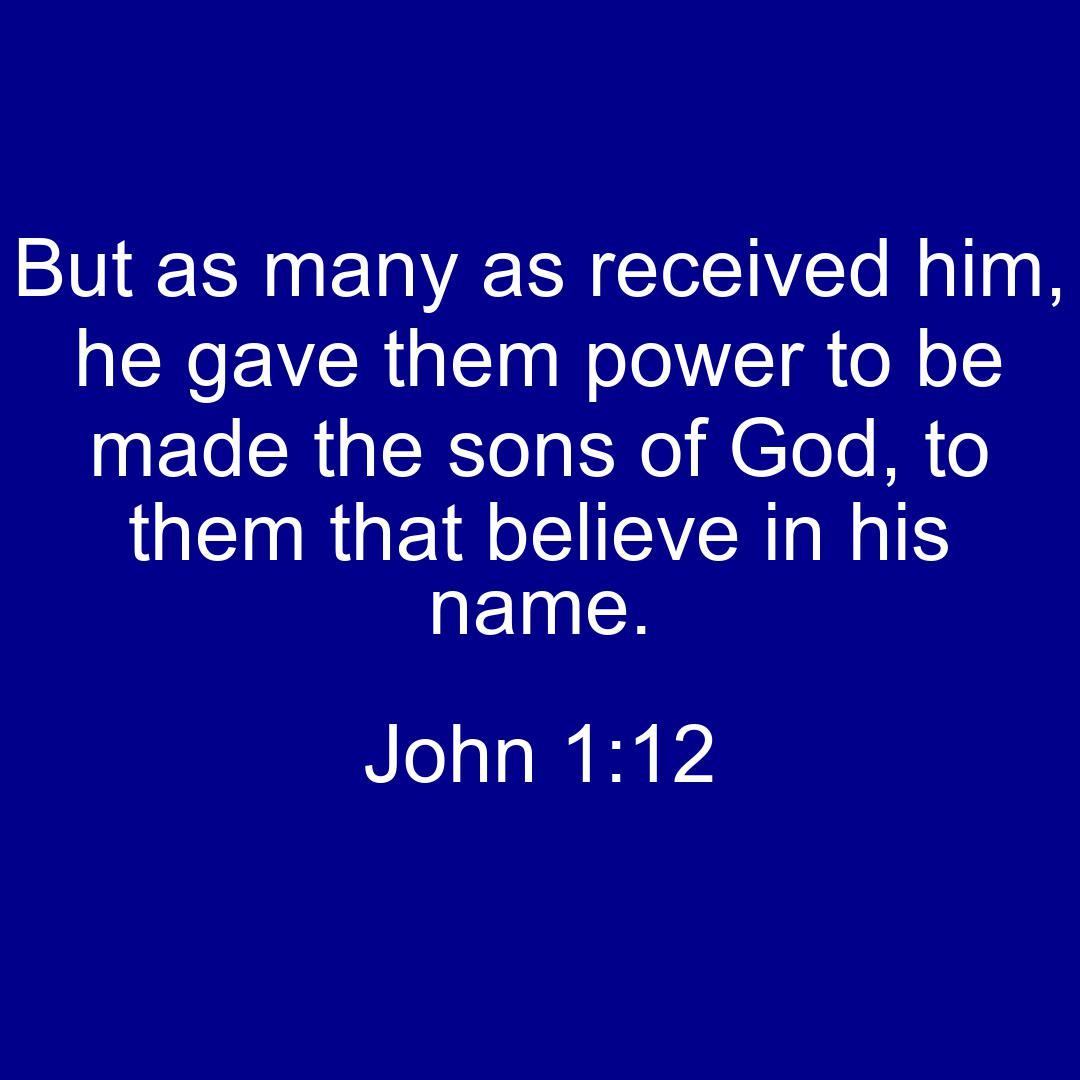 But as many as received him,
he gave them power to be
made the sons of God, to
them that believe in his
name.
John 1:12